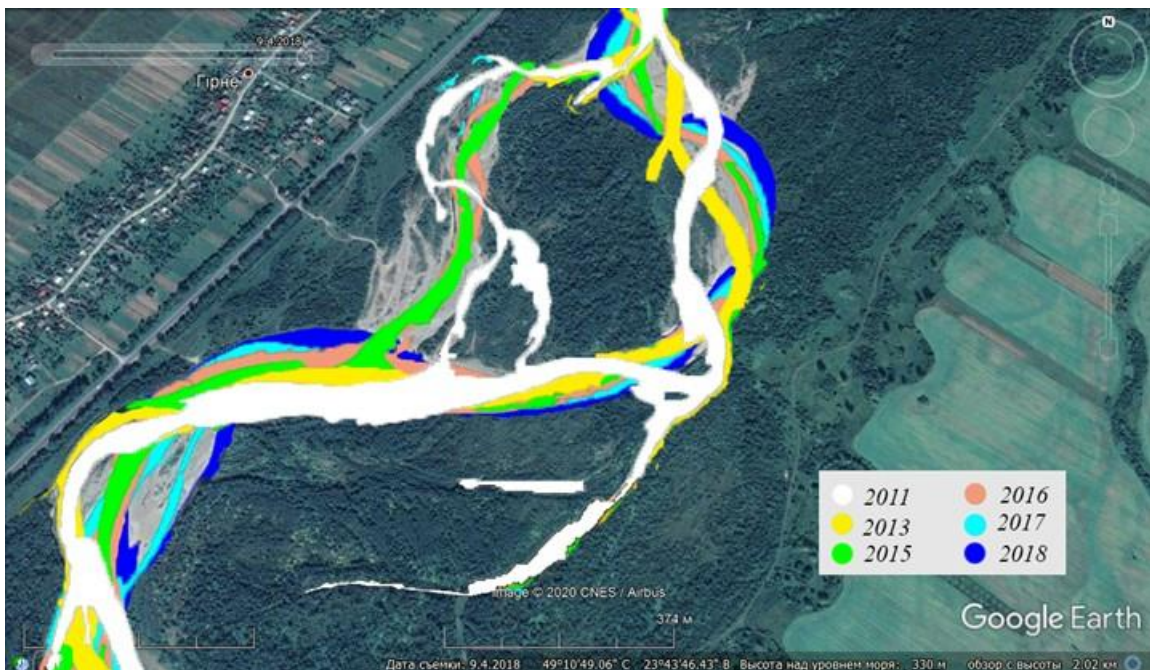 N
9.4.2018
Гірне
2011
2013
2015
2016
2017
2018
Image © 2020 CNES / Airbus
374 м
Google Earth
Дата съемки: 9.4.2018 49°10'49.06" С 23°43'46.43" В Высота над уровнем моря: 330 м обзор с высоты 2.02 км